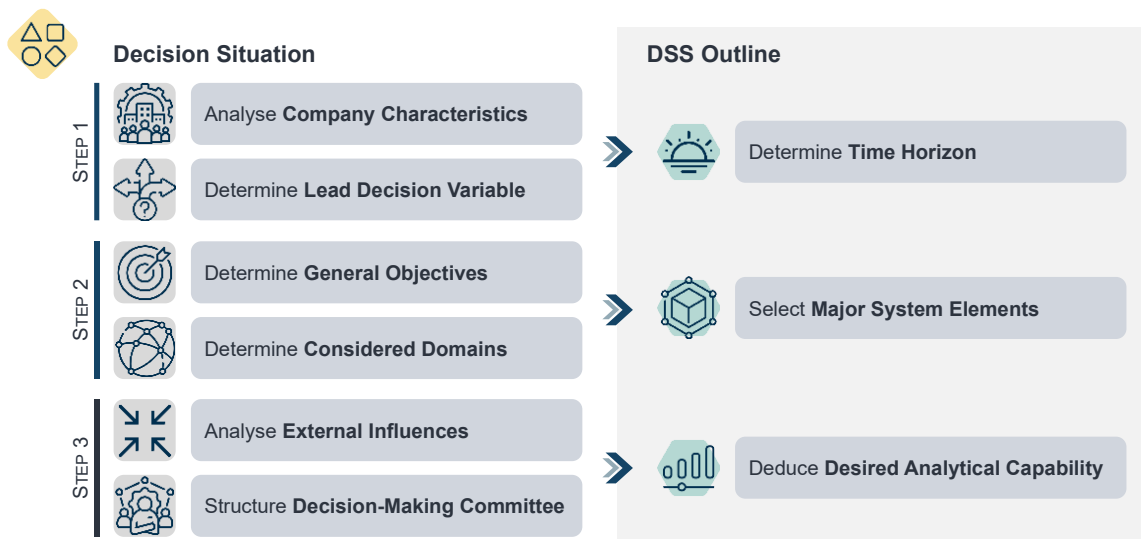 Decision Situation
DSS Outline
STEP 1
Analyse Company Characteristics
Determine Lead Decision Variable
Determine Time Horizon
STEP 2
Determine General Objectives
Determine Considered Domains
Select Major System Elements
STEP 3
Analyse External Influences
Structure Decision-Making Committee
Deduce Desired Analytical Capability
?